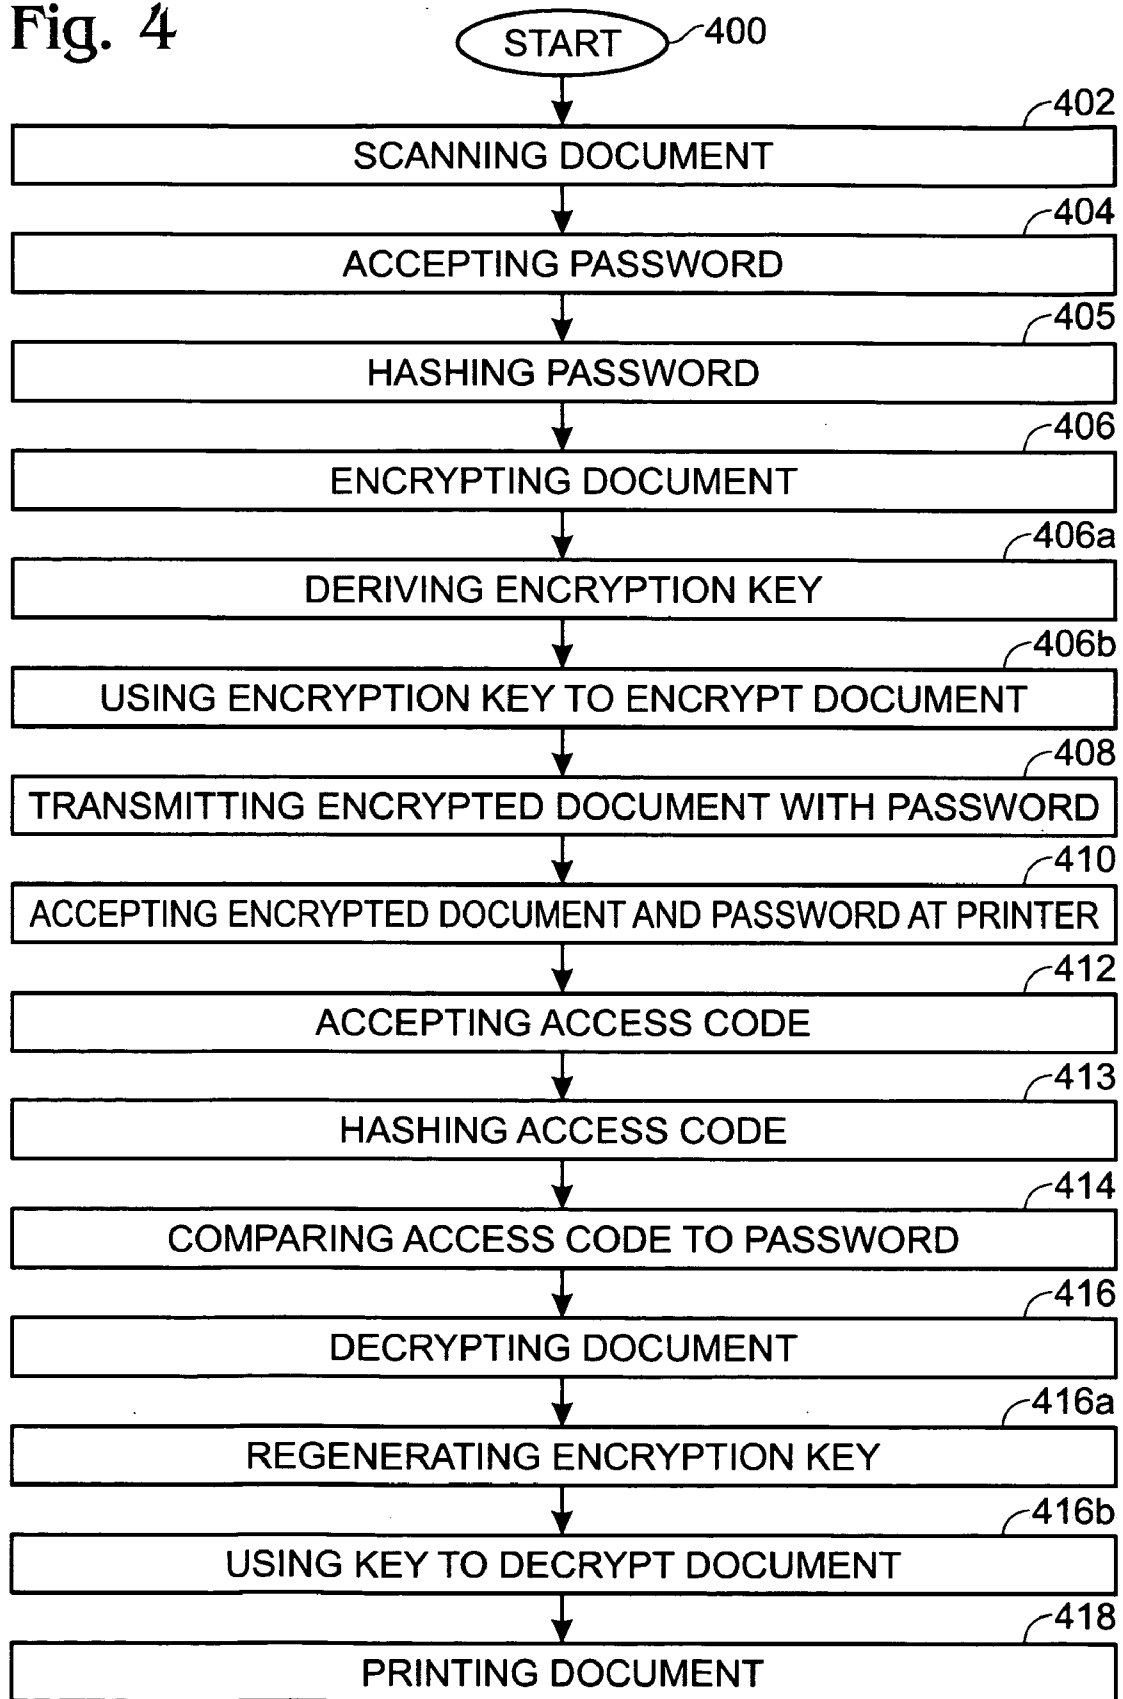 Fig. 4
START
400
402
SCANNING DOCUMENT
404
ACCEPTING PASSWORD
405
HASHING PASSWORD
406
ENCRYPTING DOCUMENT
406a
DERIVING ENCRYPTION KEY
406b
USING ENCRYPTION KEY TO ENCRYPT DOCUMENT
408
TRANSMITTING ENCRYPTED DOCUMENT WITH PASSWORD
410
ACCEPTING ENCRYPTED DOCUMENT AND PASSWORD AT PRINTER
412
ACCEPTING ACCESS CODE
413
HASHING ACCESS CODE
414
COMPARING ACCESS CODE TO PASSWORD
416
DECRYPTING DOCUMENT
416a
REGENERATING ENCRYPTION KEY
416b
USING KEY TO DECRYPT DOCUMENT
418
PRINTING DOCUMENT